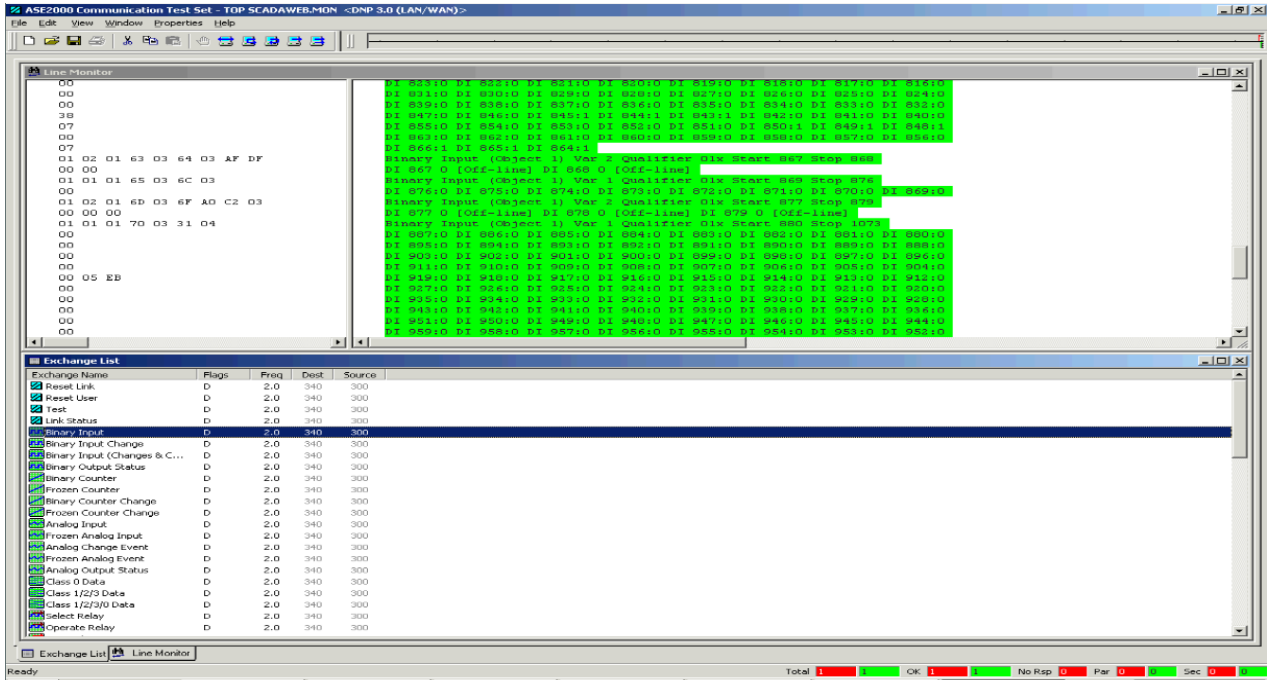 ASE2000 Communication Test Set - TOP SCADAWEB.MON <DNP 3.0 (LAN/WAN)>
File Edit View Window Properties Help
Line Monitor
00 DI 823:0 DI 822:0 DI 821:0 DI 820:0 DI 819:0 DI 818:0 DI 817:0 DI 816:0
00 DI 831:0 DI 830:0 DI 829:0 DI 828:0 DI 827:0 DI 826:0 DI 825:0 DI 824:0
00 DI 839:0 DI 838:0 DI 837:0 DI 836:0 DI 835:0 DI 834:0 DI 833:0 DI 832:0
38 DI 847:0 DI 846:0 DI 845:1 DI 844:1 DI 843:1 DI 842:0 DI 841:0 DI 840:0
07 DI 855:0 DI 854:0 DI 853:0 DI 852:0 DI 851:0 DI 850:1 DI 849:1 DI 848:1
00 DI 863:0 DI 862:0 DI 861:0 DI 860:0 DI 859:0 DI 858:0 DI 857:0 DI 856:0
07 DI 866:1 DI 865:1 DI 864:1
01 02 01 63 03 64 03 AF DF Binary Input (Object 1) Var 2 Qualifier 01x Start 867 Stop 868
00 00 DI 867 0 [Off-line] DI 868 0 [Off-line]
01 01 01 65 03 6C 03 Binary Input (Object 1) Var 1 Qualifier 01x Start 869 Stop 876
00 DI 876:0 DI 875:0 DI 874:0 DI 873:0 DI 872:0 DI 871:0 DI 870:0 DI 869:0
01 02 01 6D 03 6F A0 C2 03 Binary Input (Object 1) Var 2 Qualifier 01x Start 877 Stop 879
00 00 00 DI 877 0 [Off-line] DI 878 0 [Off-line] DI 879 0 [Off-line]
01 01 01 70 03 31 04 Binary Input (Object 1) Var 1 Qualifier 01x Start 880 Stop 1073
00 DI 887:0 DI 886:0 DI 885:0 DI 884:0 DI 883:0 DI 882:0 DI 881:0 DI 880:0
00 DI 895:0 DI 894:0 DI 893:0 DI 892:0 DI 891:0 DI 890:0 DI 889:0 DI 888:0
00 DI 903:0 DI 902:0 DI 901:0 DI 900:0 DI 899:0 DI 898:0 DI 897:0 DI 896:0
00 DI 911:0 DI 910:0 DI 909:0 DI 908:0 DI 907:0 DI 906:0 DI 905:0 DI 904:0
00 05 EB DI 919:0 DI 918:0 DI 917:0 DI 916:0 DI 915:0 DI 914:0 DI 913:0 DI 912:0
00 DI 927:0 DI 926:0 DI 925:0 DI 924:0 DI 923:0 DI 922:0 DI 921:0 DI 920:0
00 DI 935:0 DI 934:0 DI 933:0 DI 932:0 DI 931:0 DI 930:0 DI 929:0 DI 928:0
00 DI 943:0 DI 942:0 DI 941:0 DI 940:0 DI 939:0 DI 938:0 DI 937:0 DI 936:0
00 DI 951:0 DI 950:0 DI 949:0 DI 948:0 DI 947:0 DI 946:0 DI 945:0 DI 944:0
00 DI 959:0 DI 958:0 DI 957:0 DI 956:0 DI 955:0 DI 954:0 DI 953:0 DI 952:0
Exchange List
Exchange Name Flags Freq Dest Source
Reset Link D 2.0 340 300
Reset User D 2.0 340 300
Test D 2.0 340 300
Link Status D 2.0 340 300
Binary Input D 2.0 340 300
Binary Input Change D 2.0 340 300
Binary Input (Changes & C... D 2.0 340 300
Binary Output Status D 2.0 340 300
Binary Counter D 2.0 340 300
Frozen Counter D 2.0 340 300
Binary Counter Change D 2.0 340 300
Frozen Counter Change D 2.0 340 300
Analog Input D 2.0 340 300
Frozen Analog Input D 2.0 340 300
Analog Change Event D 2.0 340 300
Frozen Analog Event D 2.0 340 300
Analog Output Status D 2.0 340 300
Class 0 Data D 2.0 340 300
Class 1/2/3 Data D 2.0 340 300
Class 1/2/3/0 Data D 2.0 340 300
Select Relay D 2.0 340 300
Operate Relay D 2.0 340 300
Exchange List Line Monitor
Ready Total 1 1 OK 1 1 No Rsp 0 Par 0 0 Sec 0 0